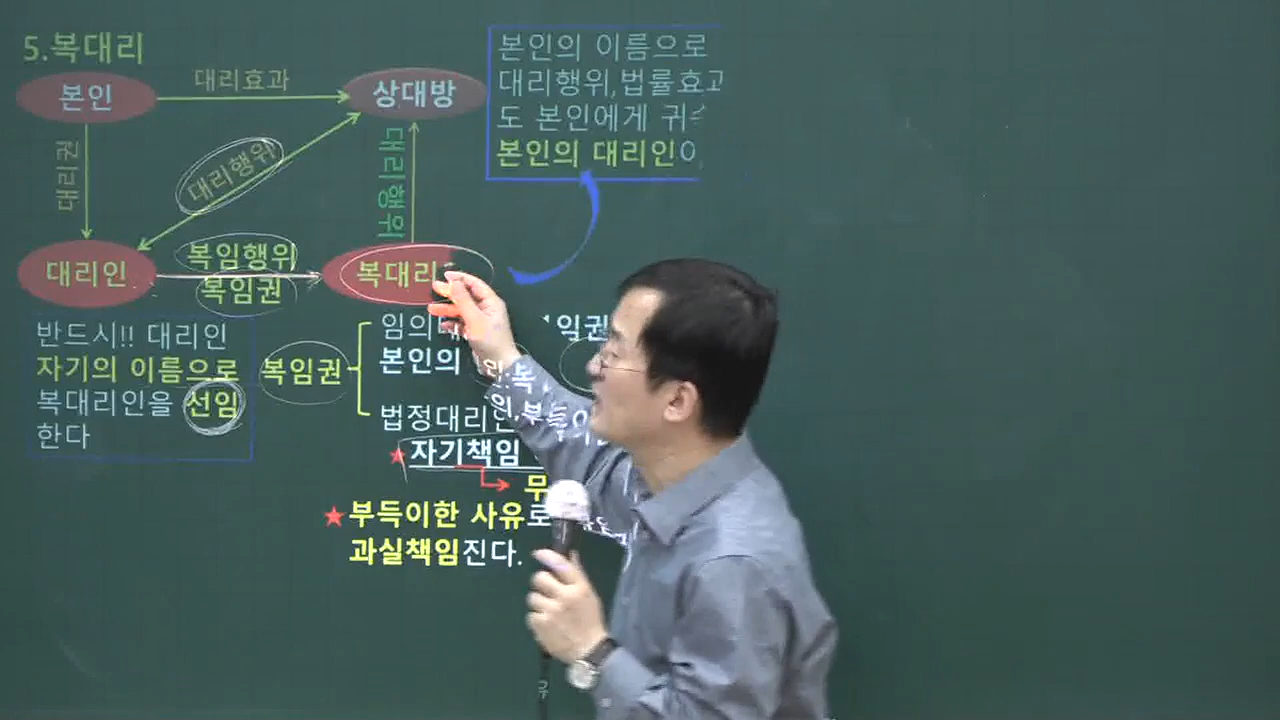 5.복대리
본인
대리효과
상대방
본인의 이름으로
대리행위,법률효과
도 본인에게
본인의 대리인
대리권
대리행위
대리행위
대리인
복임행위
복임권
복대리
반드시!! 대리인
자기의 이름으로
복대리인을 선임
한다
복임권
임의
본인의
법정대리인
자기책임
부득이한 사유로
과실책임진다.